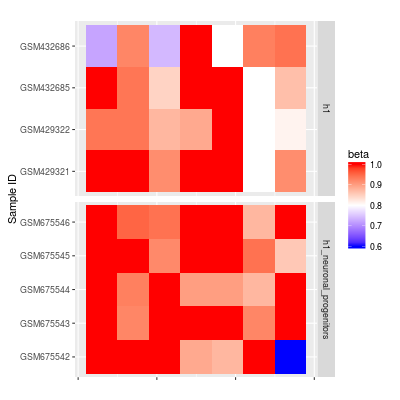 GSM432686
GSM432685
GSM429322
GSM429321
h1
GSM675546
GSM675545
GSM675544
GSM675543
GSM675542
h1_neuronal_progenitors
Sample ID
beta
1.0
0.9
0.8
0.7
0.6